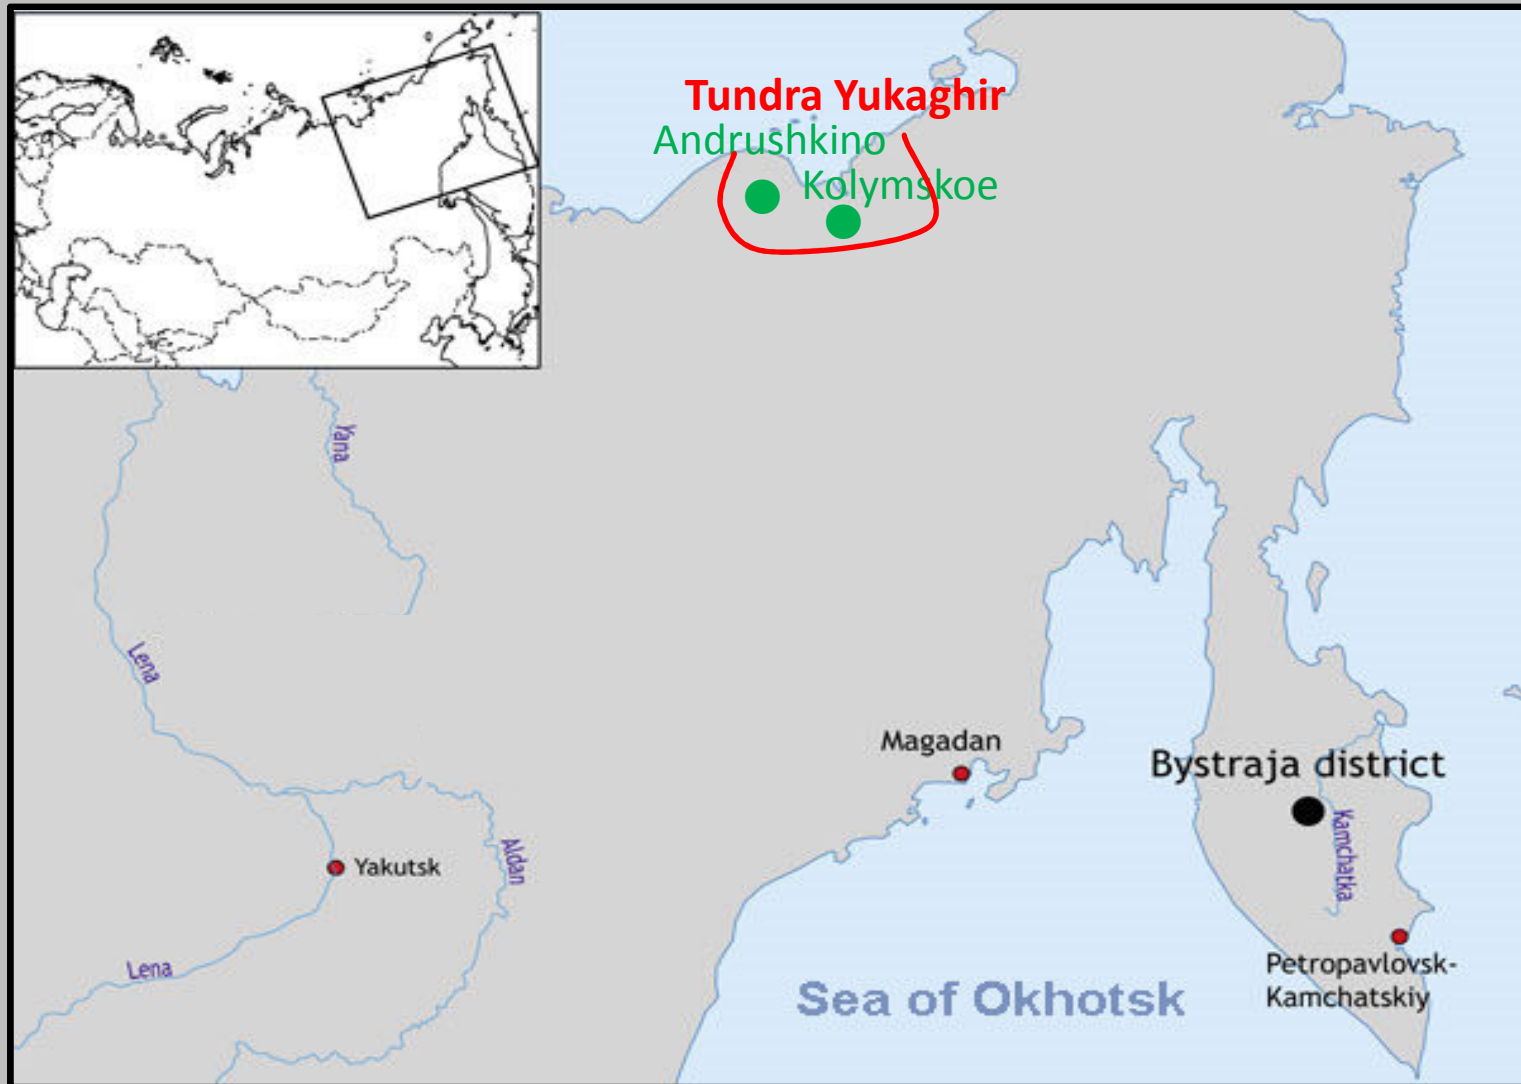 Tundra Yukaghir
Andrushkino
Kolymskoe
Yana
Lena
Magadan
Bystraja district
Kamchatka
Aldan
Yakutsk
Lena
Petropavlovsk-
Kamchatskiy
Sea of Okhotsk